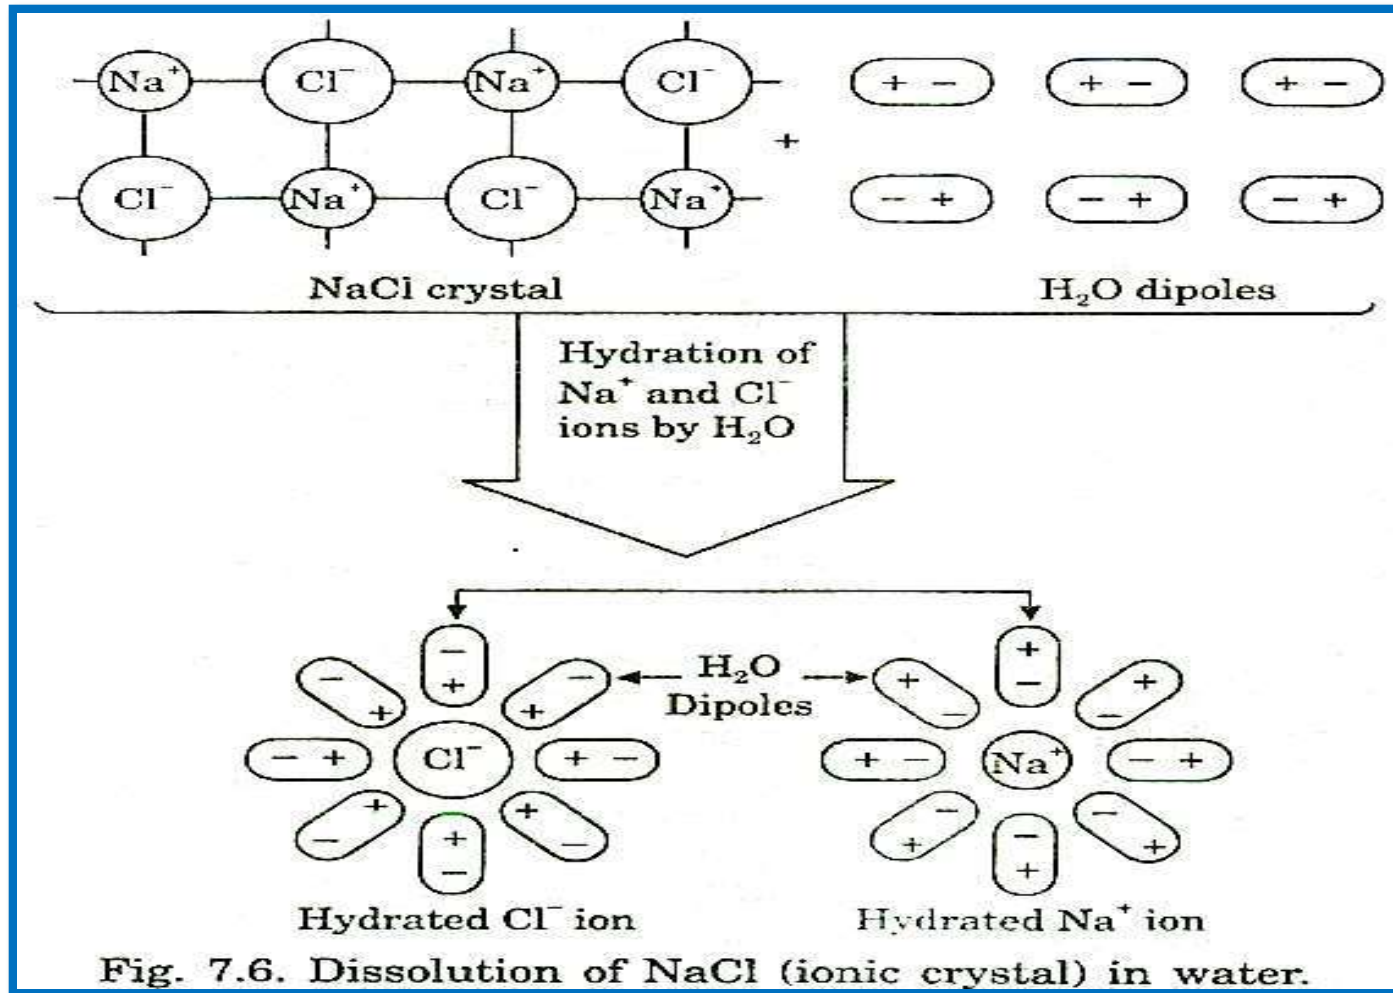 Na⁺ Cl⁻ Na⁺ Cl⁻ + − + − + −
+
Cl⁻ Na⁺ Cl⁻ Na⁺ − + − + − +
NaCl crystal H₂O dipoles
Hydration of
Na⁺ and Cl⁻
ions by H₂O
− +
− + − + H₂O + − + −
Dipoles
− + Cl⁻ + − + − Na⁺ − +
+ − + − − + − +
+ − − +
Hydrated Cl⁻ ion Hydrated Na⁺ ion
Fig. 7.6. Dissolution of NaCl (ionic crystal) in water.